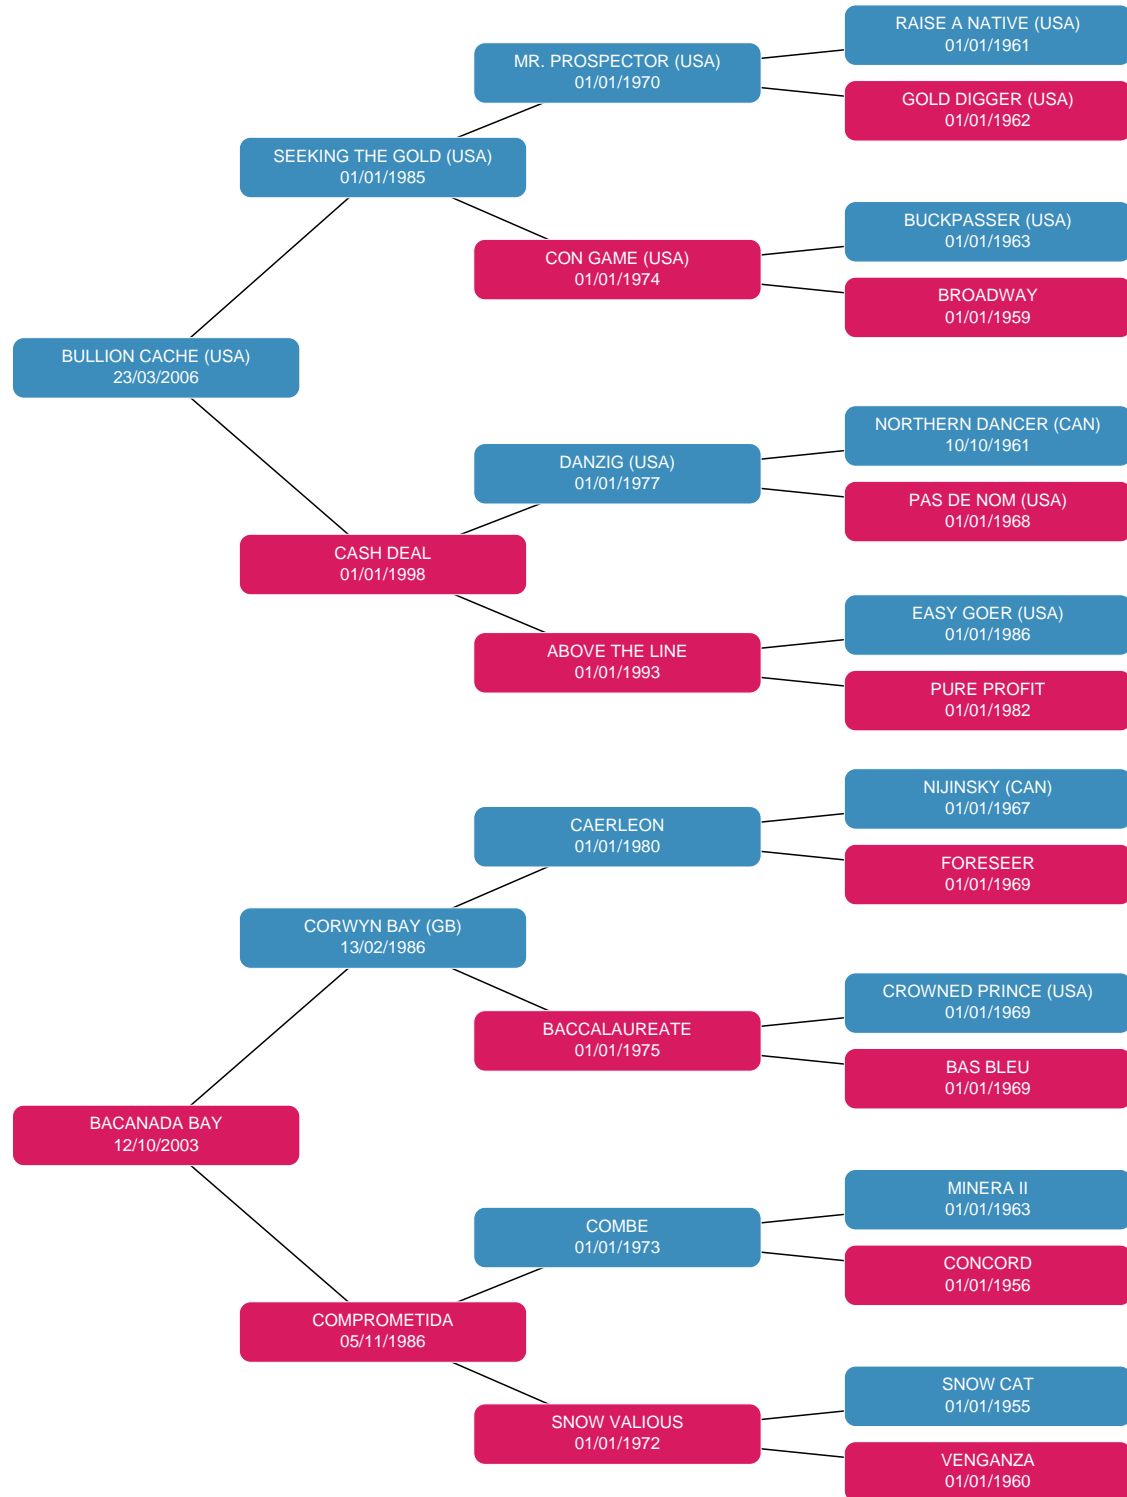 RAISE A NATIVE (USA)
01/01/1961
MR. PROSPECTOR (USA)
01/01/1970
GOLD DIGGER (USA)
01/01/1962
SEEKING THE GOLD (USA)
01/01/1985
BUCKPASSER (USA)
01/01/1963
CON GAME (USA)
01/01/1974
BROADWAY
01/01/1959
BULLION CACHE (USA)
23/03/2006
NORTHERN DANCER (CAN)
10/10/1961
DANZIG (USA)
01/01/1977
PAS DE NOM (USA)
01/01/1968
CASH DEAL
01/01/1998
EASY GOER (USA)
01/01/1986
ABOVE THE LINE
01/01/1993
PURE PROFIT
01/01/1982
NIJINSKY (CAN)
01/01/1967
CAERLEON
01/01/1980
FORESEER
01/01/1969
CORWYN BAY (GB)
13/02/1986
CROWNED PRINCE (USA)
01/01/1969
BACCALAUREATE
01/01/1975
BAS BLEU
01/01/1969
BACANADA BAY
12/10/2003
MINERA II
01/01/1963
COMBE
01/01/1973
CONCORD
01/01/1956
COMPROMETIDA
05/11/1986
SNOW CAT
01/01/1955
SNOW VALIOUS
01/01/1972
VENGANZA
01/01/1960